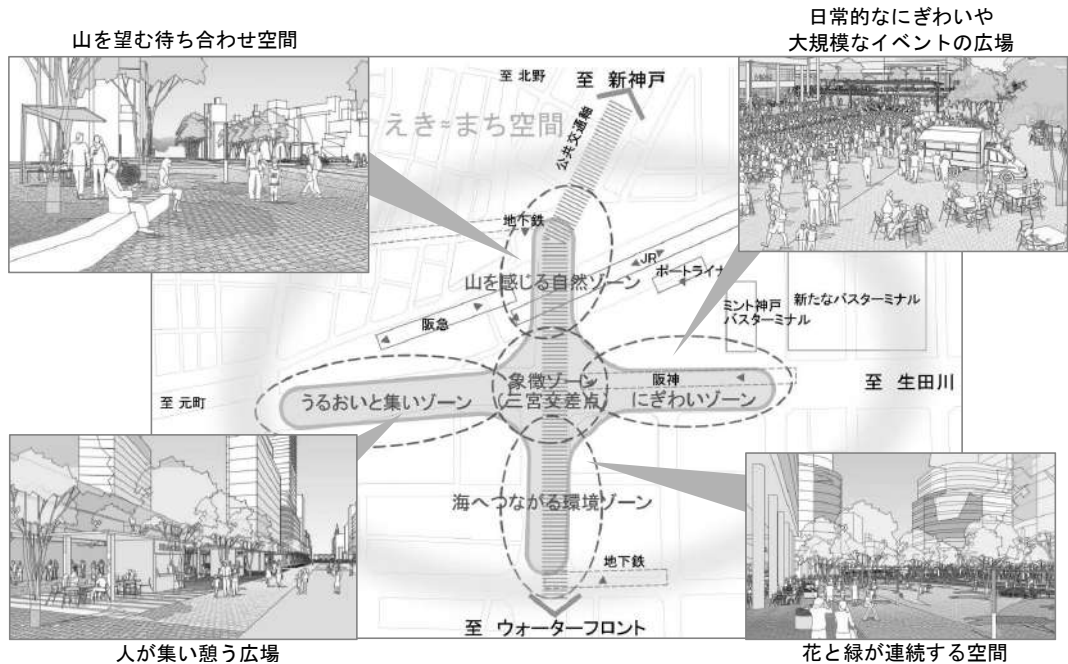 山を望む待ち合わせ空間
日常的なにぎわいや
大規模なイベントの広場
至 北野
至 新神戸
えき≈まち空間
公共交通軸
地下鉄
JR
ポートライナー
山を感じる自然ゾーン
ミント神戸
バスターミナル
新たなバスターミナル
阪急
象徴ゾーン
(三宮交差点)
阪神
至 生田川
至 元町
うるおいと集いゾーン
にぎわいゾーン
海へつながる環境ゾーン
地下鉄
至 ウォーターフロント
人が集い憩う広場
花と緑が連続する空間